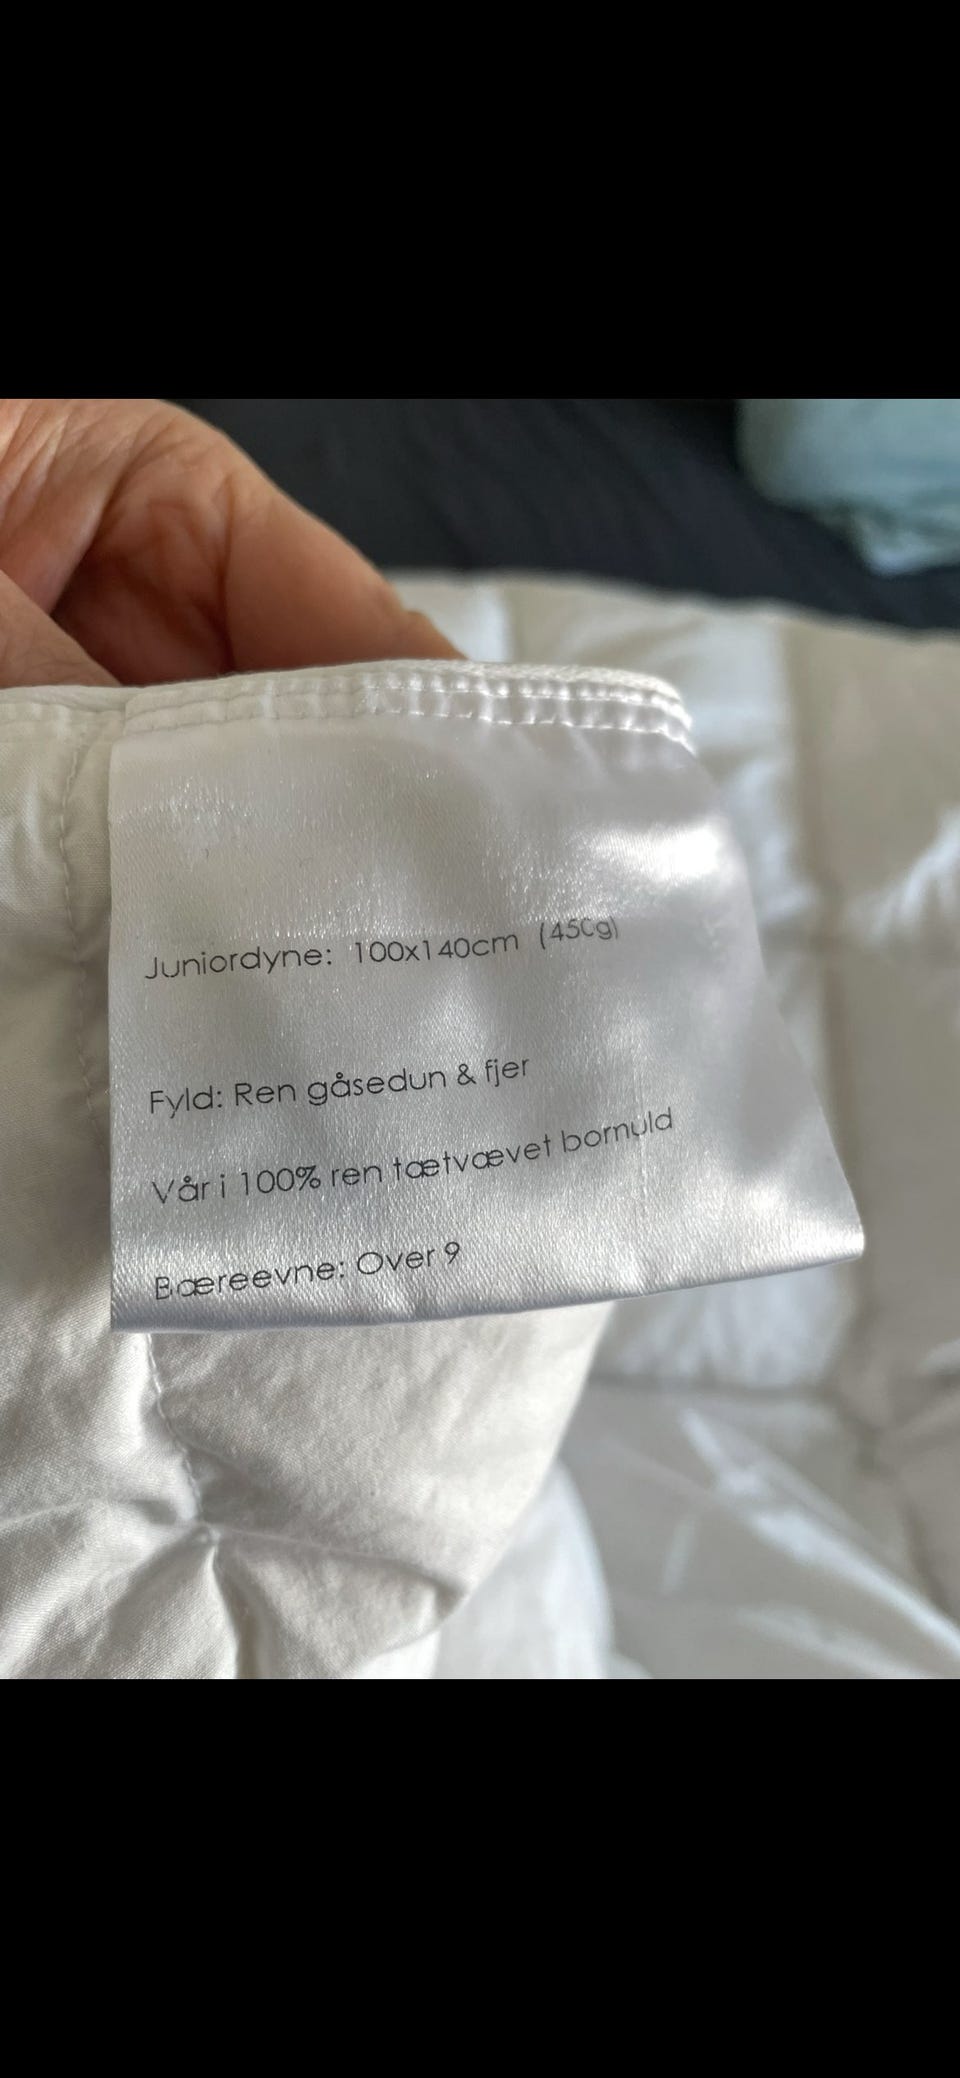 Juniordyne: 100x140cm (450g)
Fyld: Ren gåsedun & fjer
Vår i 100% ren tætvævet bomuld
Bæreevne: Over 9